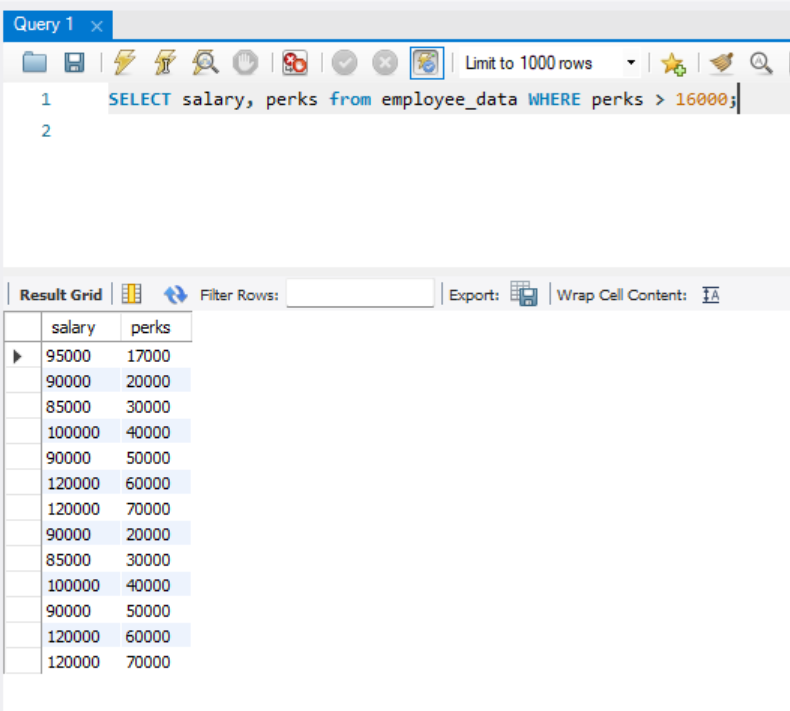 Query 1
Limit to 1000 rows
1 SELECT salary, perks from employee_data WHERE perks > 16000;
2
Result Grid Filter Rows: Export: Wrap Cell Content: IA
salary perks
95000 17000
90000 20000
85000 30000
100000 40000
90000 50000
120000 60000
120000 70000
90000 20000
85000 30000
100000 40000
90000 50000
120000 60000
120000 70000